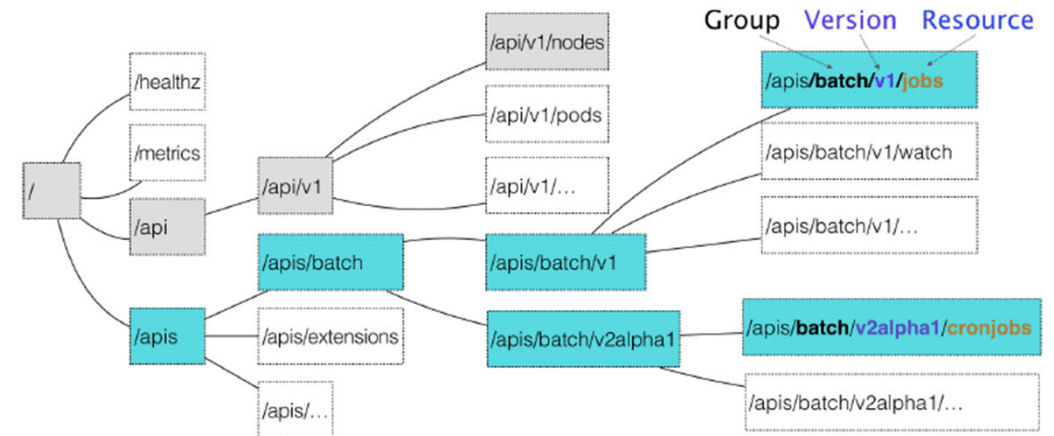 Group Version Resource
/healthz
/metrics
/
/api
/apis
/api/v1
/apis/batch
/apis/extensions
/apis/...
/api/v1/nodes
/api/v1/pods
/api/v1/...
/apis/batch/v1
/apis/batch/v2alpha1
/apis/batch/v1/jobs
/apis/batch/v1/watch
/apis/batch/v1/...
/apis/batch/v2alpha1/cronjobs
/apis/batch/v2alpha1/...